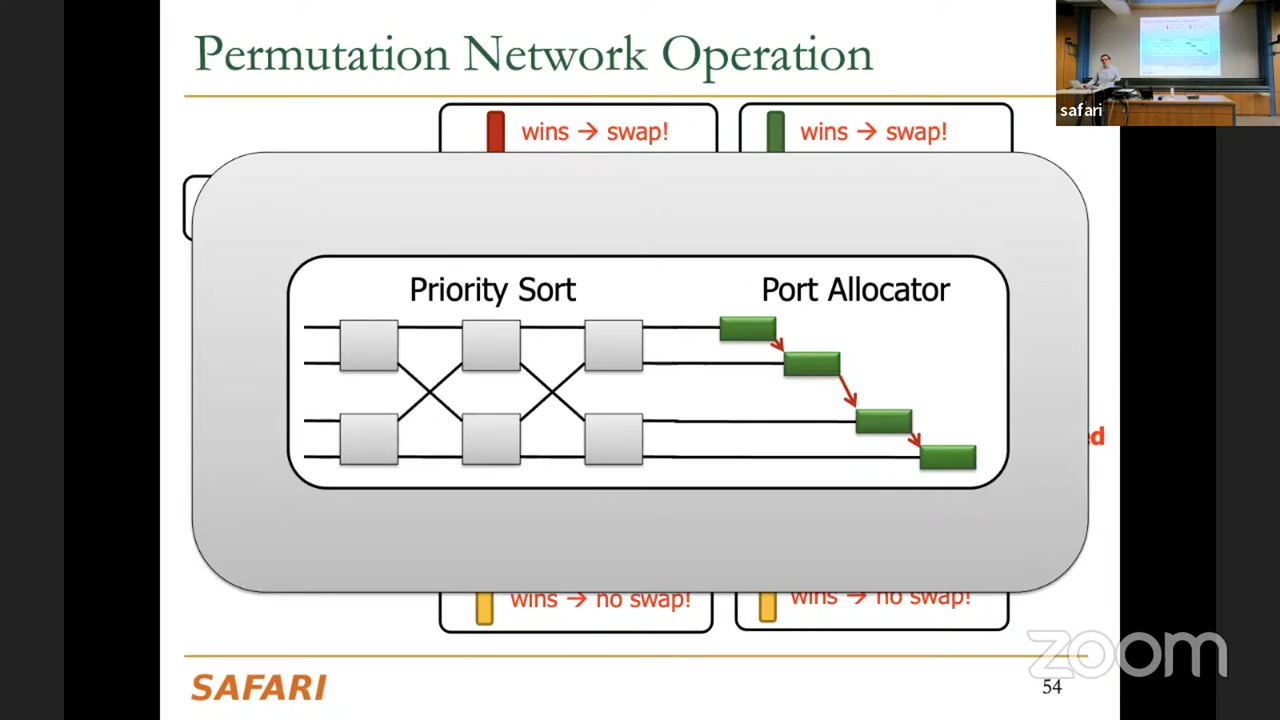 Permutation Network Operation
safari
wins → swap!
wins → swap!
Priority Sort
Port Allocator
wins → no swap!
wins → no swap!
SAFARI
54
zoom